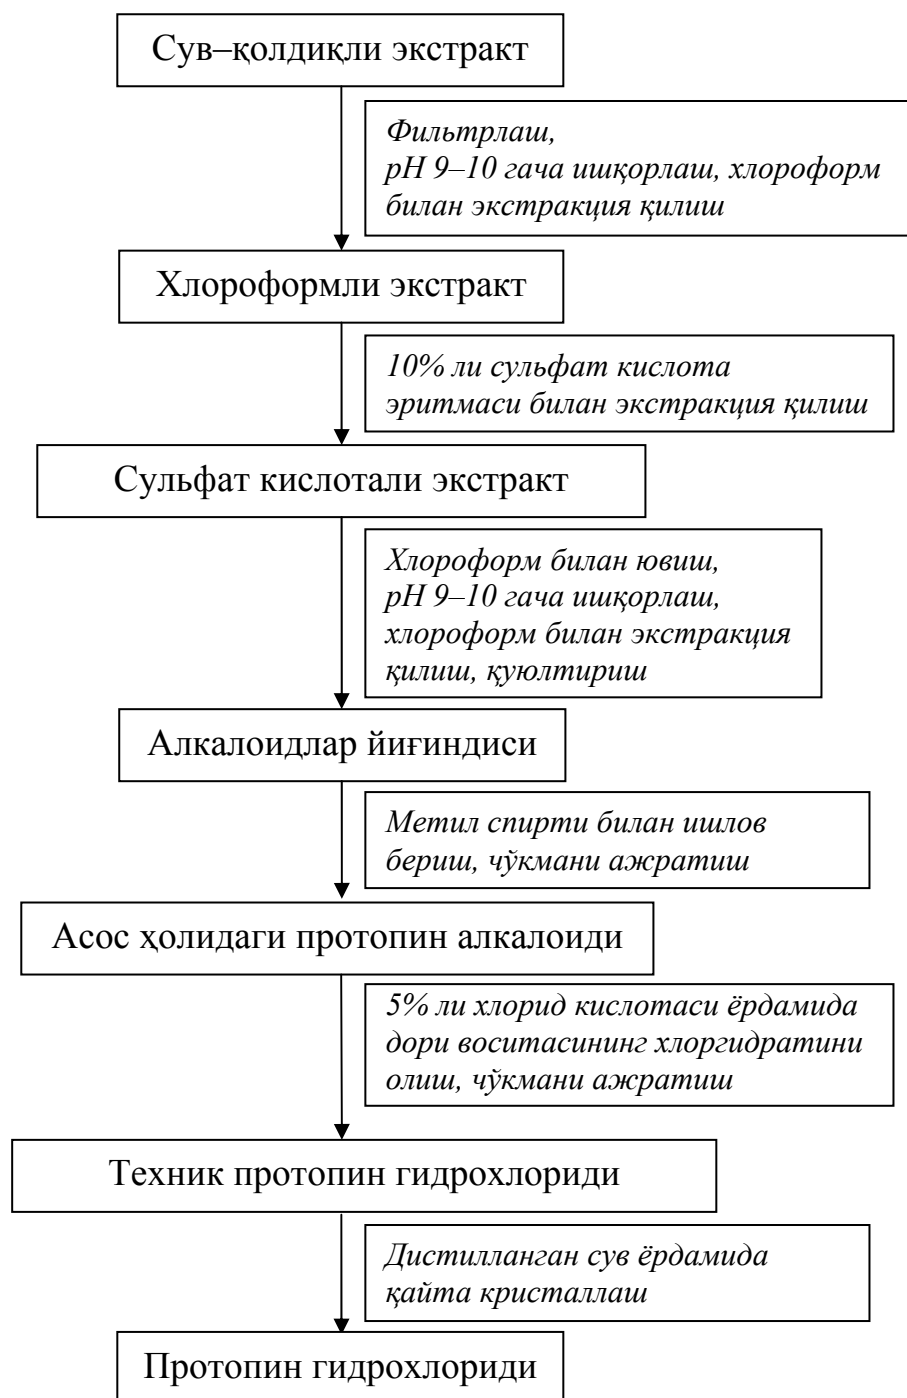 Сув–қолдиқли экстракт
Фильтрлаш,
pH 9–10 гача ишқорлаш, хлороформ
билан экстракция қилиш
Хлороформли экстракт
10% ли сульфат кислота
эритмаси билан экстракция қилиш
Сульфат кислотали экстракт
Хлороформ билан ювиш,
pH 9–10 гача ишқорлаш,
хлороформ билан экстракция
қилиш, қуюлтириш
Алкалоидлар йиғиндиси
Метил спирти билан ишлов
бериш, чўкмани ажратиш
Асос ҳолидаги протопин алкалоиди
5% ли хлорид кислотаси ёрдамида
дори воситасининг хлоргидратини
олиш, чўкмани ажратиш
Техник протопин гидрохлориди
Дистилланган сув ёрдамида
қайта кристаллаш
Протопин гидрохлориди